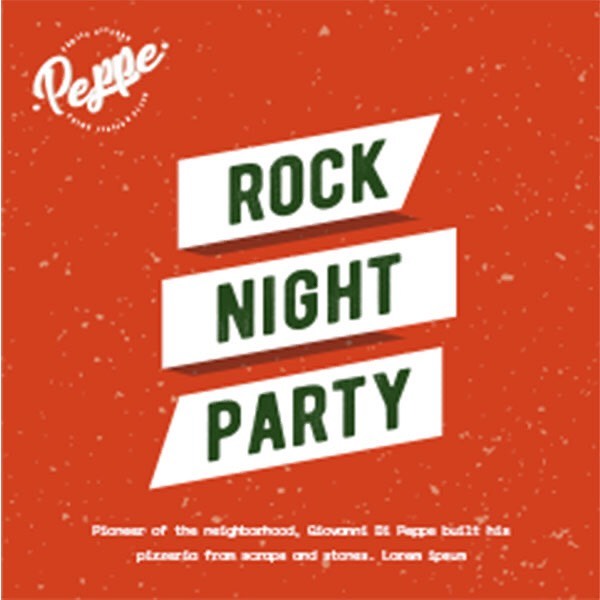 Peppe
ROCK
NIGHT
PARTY
Pioneer of the neighborhood, Giovanni Di Peppe built his
pizzeria from scraps and stones. Lorem ipsum